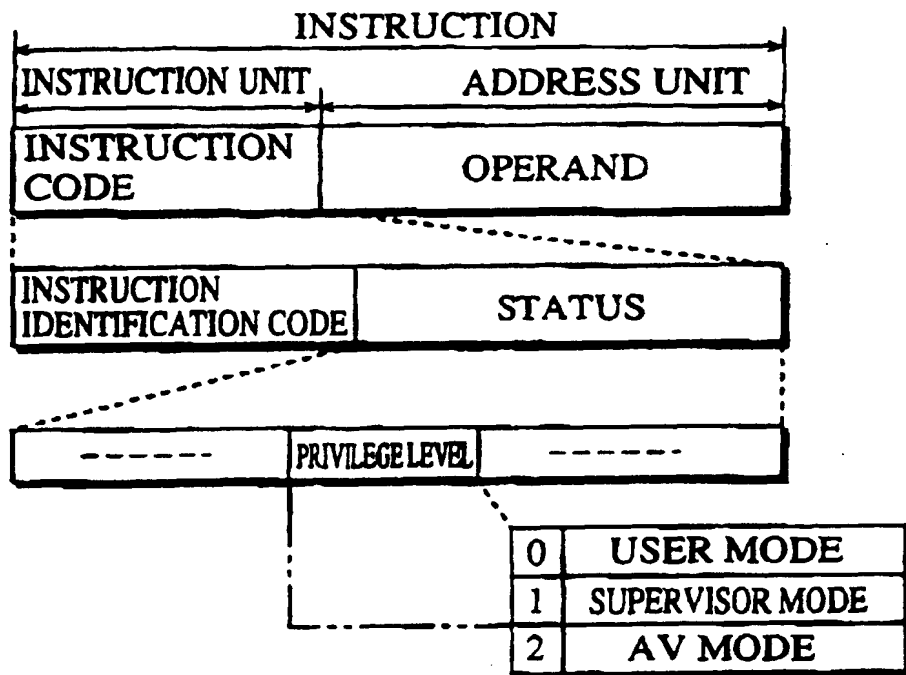 INSTRUCTION
INSTRUCTION UNIT ADDRESS UNIT
INSTRUCTION
CODE
OPERAND
INSTRUCTION
IDENTIFICATION CODE
STATUS
PRIVILEGE LEVEL
0 USER MODE
1 SUPERVISOR MODE
2 AV MODE